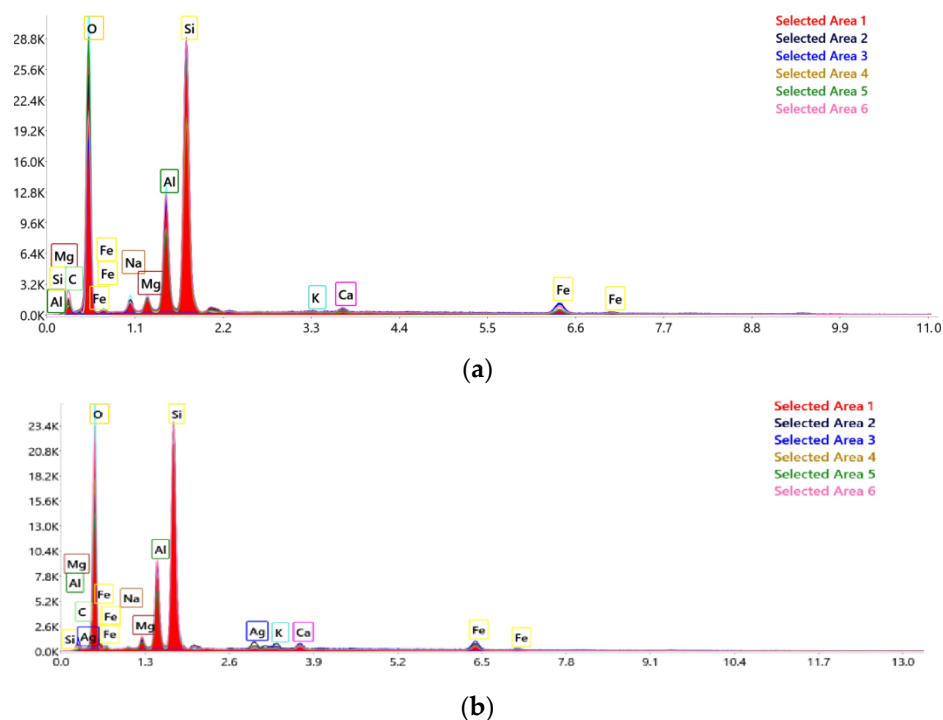 28.8K
25.6K
22.4K
19.2K
16.0K
12.8K
9.6K
6.4K
3.2K
0.0K
O
Si
Al
Mg
Fe
Si
C
Fe
Na
Al
Fe
Mg
K
Ca
Fe
Fe
Selected Area 1
Selected Area 2
Selected Area 3
Selected Area 4
Selected Area 5
Selected Area 6
0.0 1.1 2.2 3.3 4.4 5.5 6.6 7.7 8.8 9.9 11.0
(a)
23.4K
20.8K
18.2K
15.6K
13.0K
10.4K
7.8K
5.2K
2.6K
0.0K
O
Si
Al
Mg
Al
Fe
Na
C
Fe
Si
Ag
Fe
Mg
Ag
K
Ca
Fe
Fe
Selected Area 1
Selected Area 2
Selected Area 3
Selected Area 4
Selected Area 5
Selected Area 6
0.0 1.3 2.6 3.9 5.2 6.5 7.8 9.1 10.4 11.7 13.0
(b)